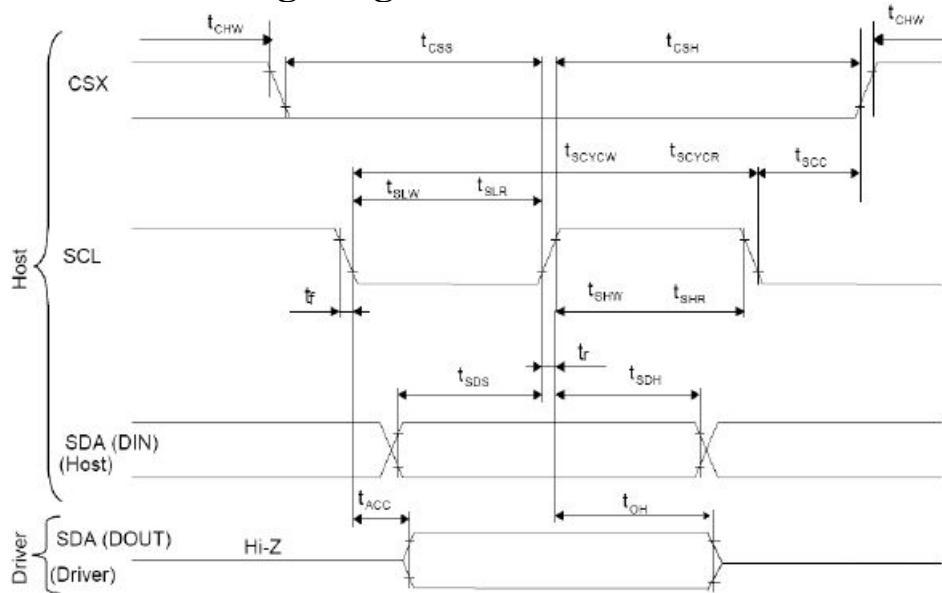 tCHW
tCSS
tCSH
tCHW
CSX
tSCYCW
tSCYCR
tSCC
tSLW
tSLR
Host
SCL
tf
tSHW
tSHR
tr
tSDS
tSDH
SDA (DIN)
(Host)
tACC
tOH
Driver
SDA (DOUT)
Hi-Z
(Driver)